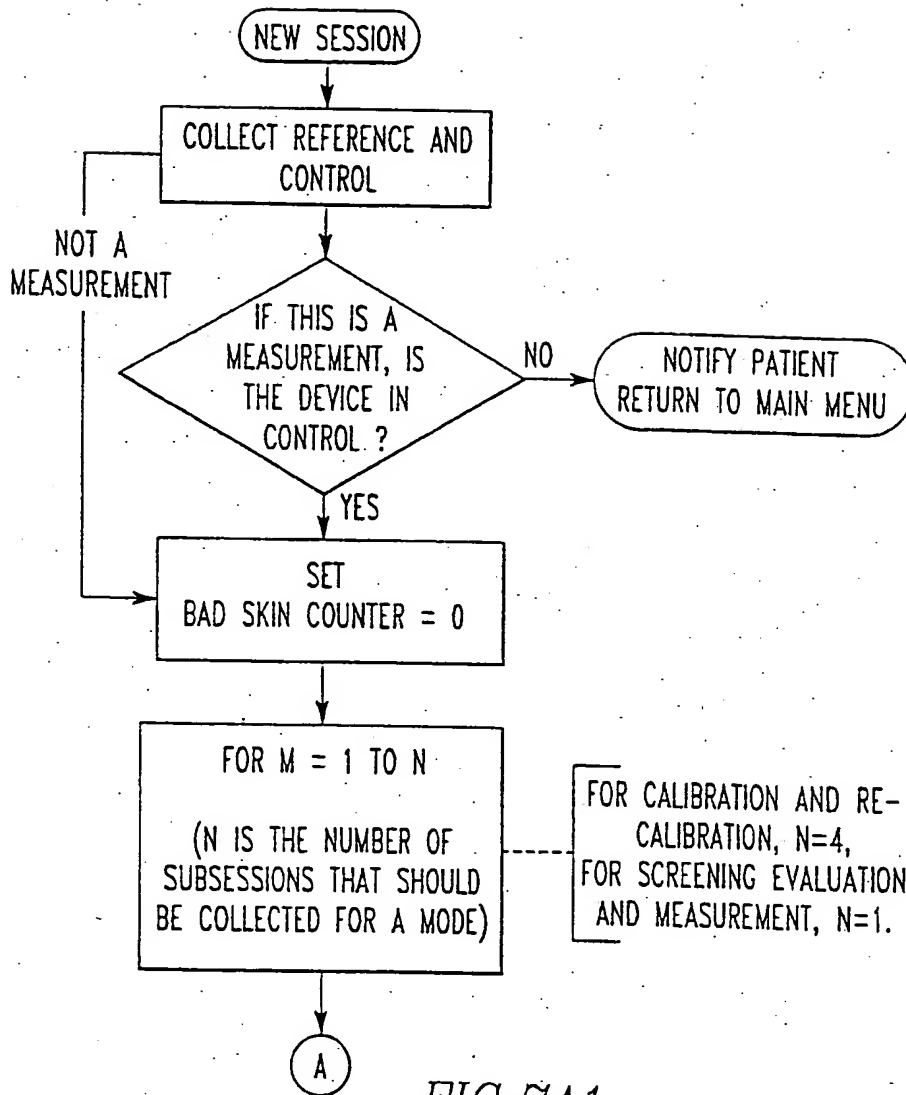 NEW SESSION
COLLECT REFERENCE AND
CONTROL
NOT A
MEASUREMENT
IF THIS IS A
MEASUREMENT, IS
THE DEVICE IN
CONTROL ?
NO
NOTIFY PATIENT
RETURN TO MAIN MENU
YES
SET
BAD SKIN COUNTER = 0
FOR M = 1 TO N
(N IS THE NUMBER OF
SUBSESSIONS THAT SHOULD
BE COLLECTED FOR A MODE)
FOR CALIBRATION AND RE-
CALIBRATION, N=4,
FOR SCREENING EVALUATION
AND MEASUREMENT, N=1.
A
FIG.7A1